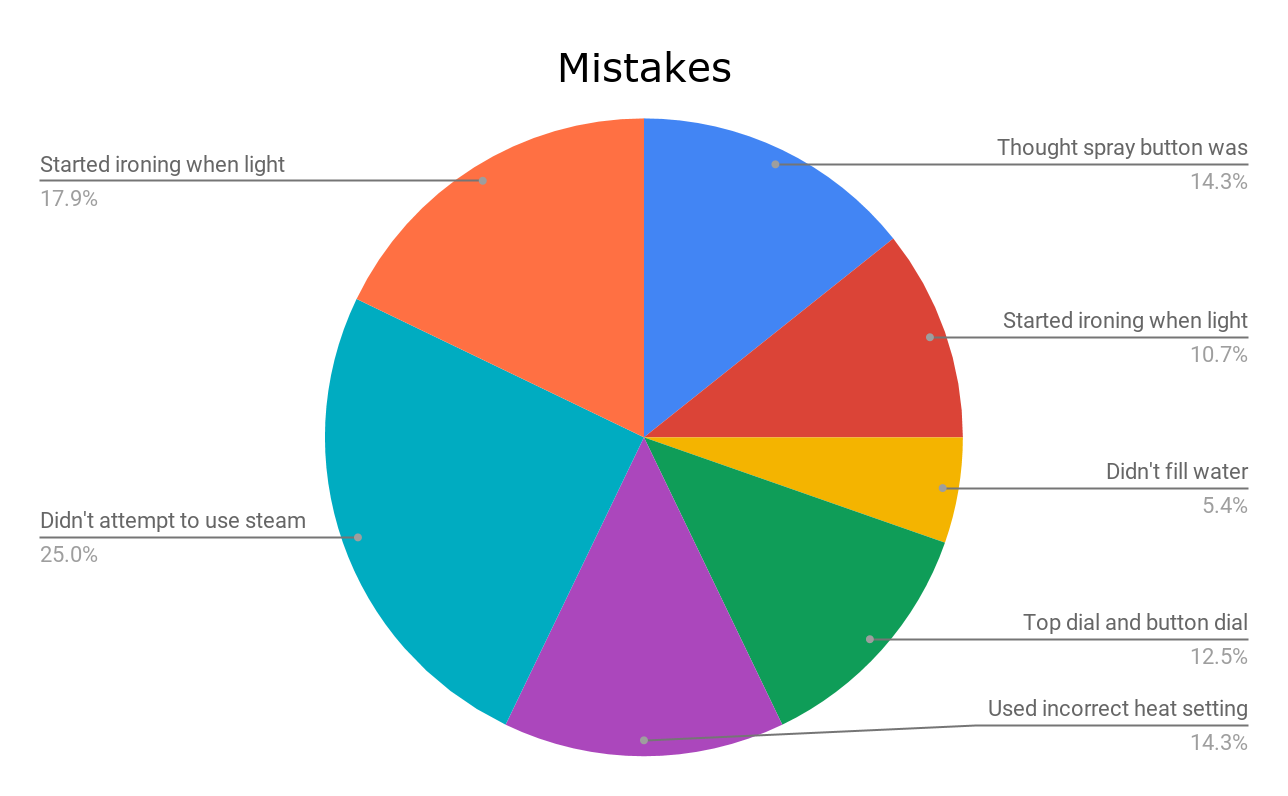 Mistakes
Started ironing when light
17.9%
Didn't attempt to use steam
25.0%
Thought spray button was
14.3%
Started ironing when light
10.7%
Didn't fill water
5.4%
Top dial and button dial
12.5%
Used incorrect heat setting
14.3%